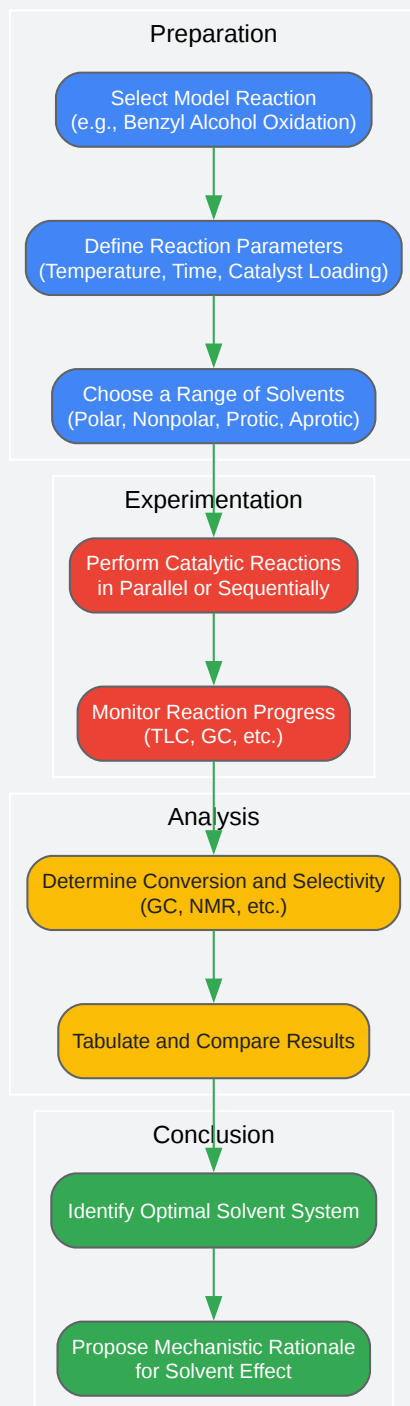 Preparation
Select Model Reaction
(e.g., Benzyl Alcohol Oxidation)
Define Reaction Parameters
(Temperature, Time, Catalyst Loading)
Choose a Range of Solvents
(Polar, Nonpolar, Protic, Aprotic)
Experimentation
Perform Catalytic Reactions
in Parallel or Sequentially
Monitor Reaction Progress
(TLC, GC, etc.)
Analysis
Determine Conversion and Selectivity
(GC, NMR, etc.)
Tabulate and Compare Results
Conclusion
Identify Optimal Solvent System
Propose Mechanistic Rationale
for Solvent Effect